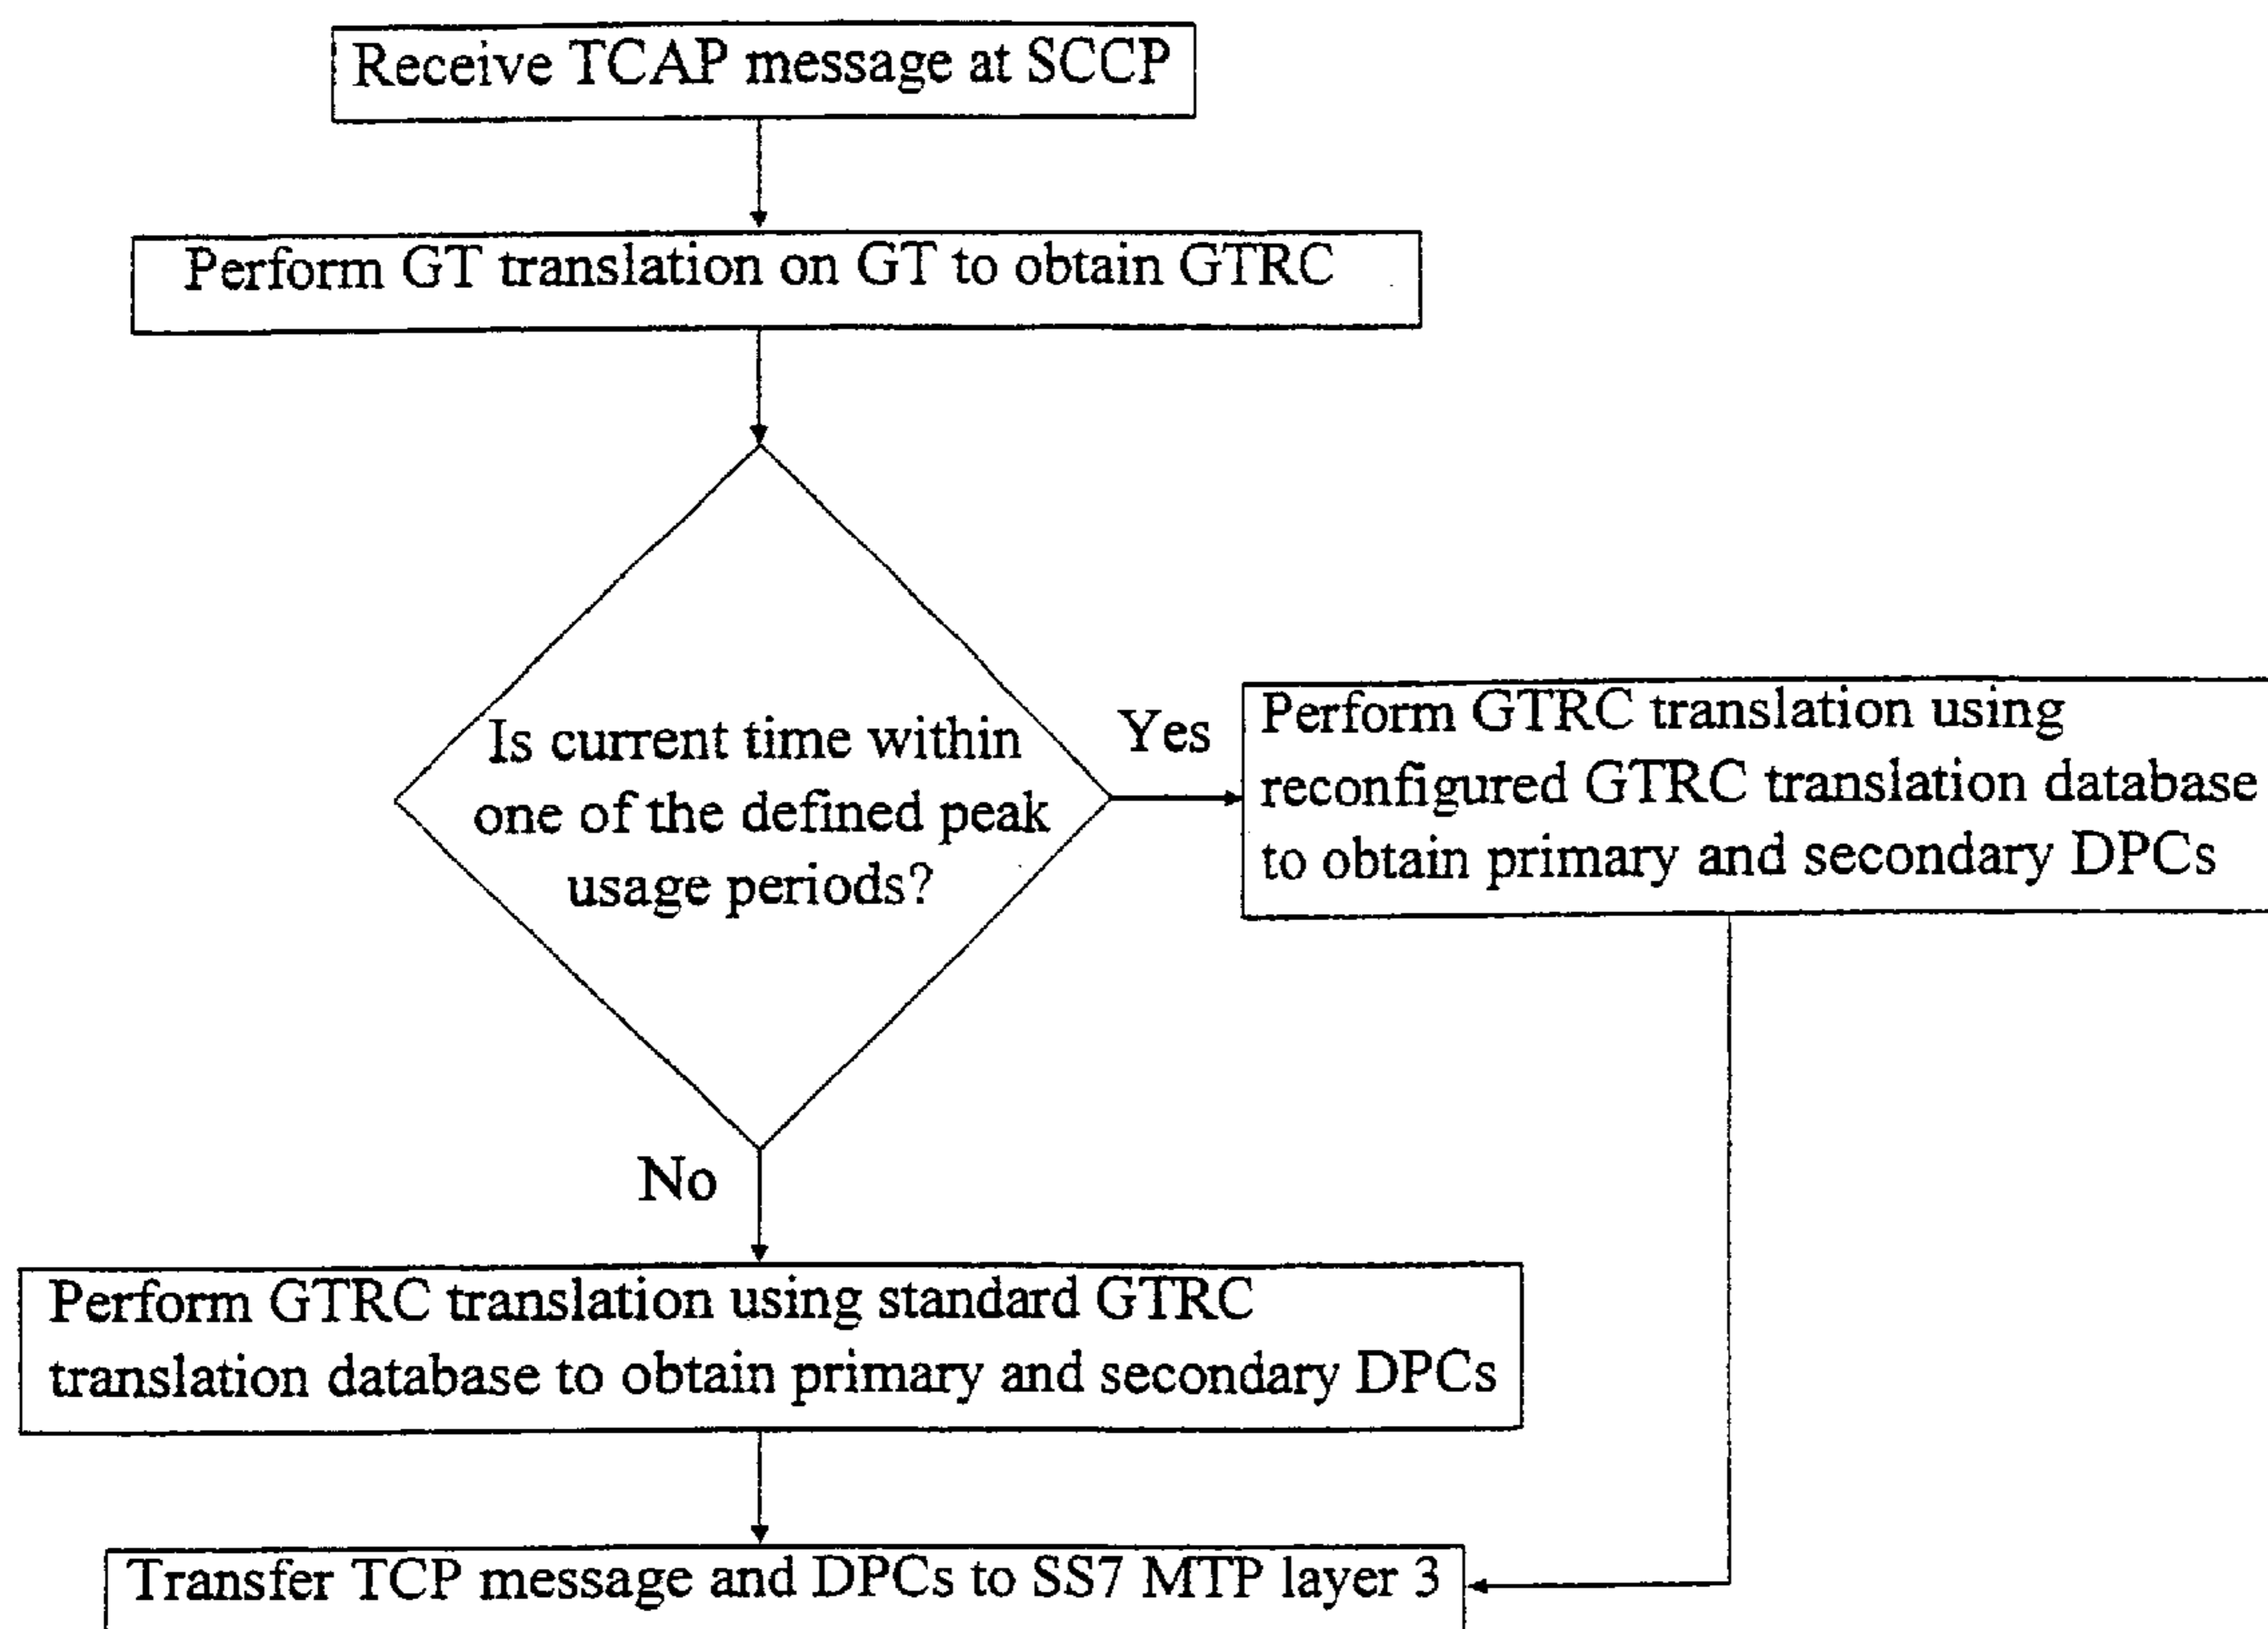 Receive TCAP message at SCCP
Perform GT translation on GT to obtain GTRC
Is current time within
one of the defined peak
usage periods?
Yes
Perform GTRC translation using
reconfigured GTRC translation database
to obtain primary and secondary DPCs
No
Perform GTRC translation using standard GTRC
translation database to obtain primary and secondary DPCs
Transfer TCP message and DPCs to SS7 MTP layer 3